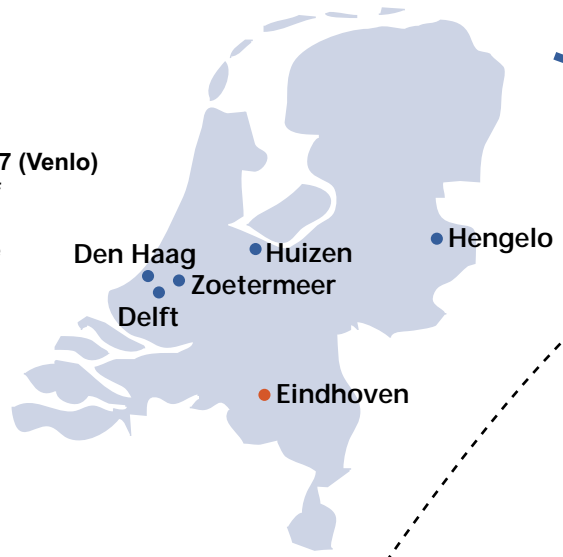 7 (Venlo)
Den Haag
Huizen
Hengelo
Zoetermeer
Delft
Eindhoven